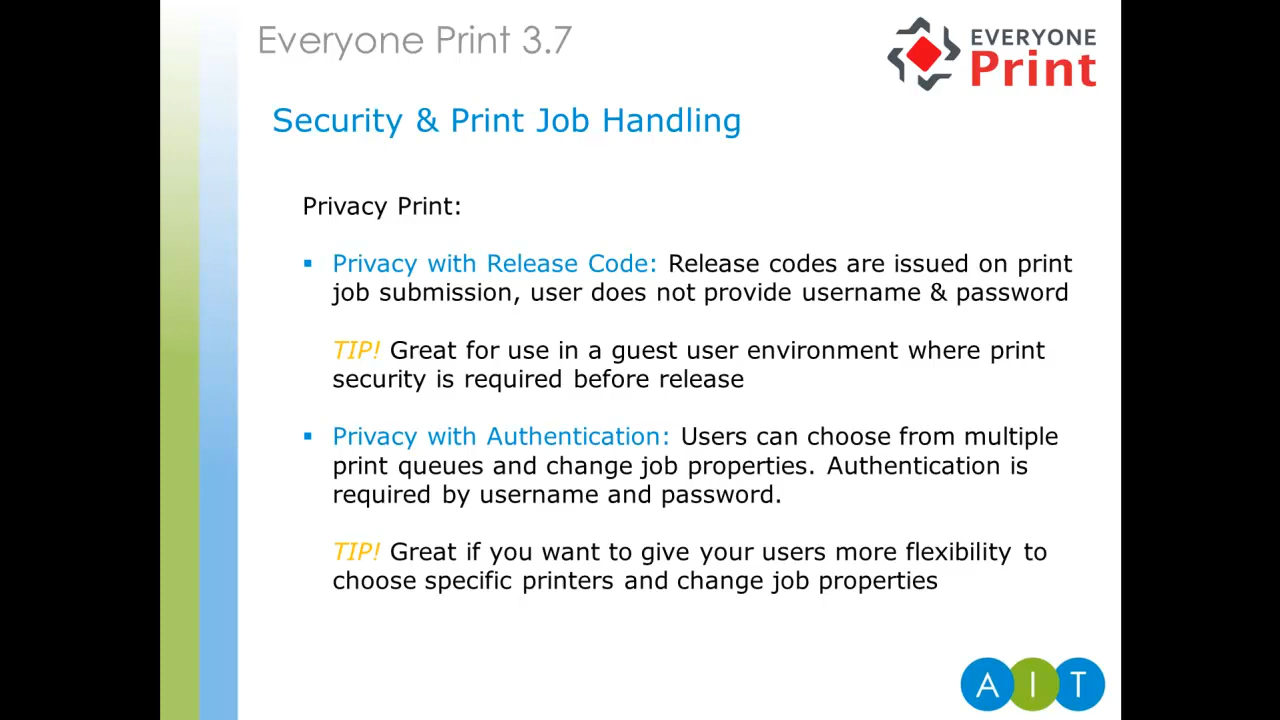 Everyone Print 3.7
EVERYONE
Print
Security & Print Job Handling
Privacy Print:
▪ Privacy with Release Code: Release codes are issued on print
job submission, user does not provide username & password
TIP! Great for use in a guest user environment where print
security is required before release
▪ Privacy with Authentication: Users can choose from multiple
print queues and change job properties. Authentication is
required by username and password.
TIP! Great if you want to give your users more flexibility to
choose specific printers and change job properties
AIT